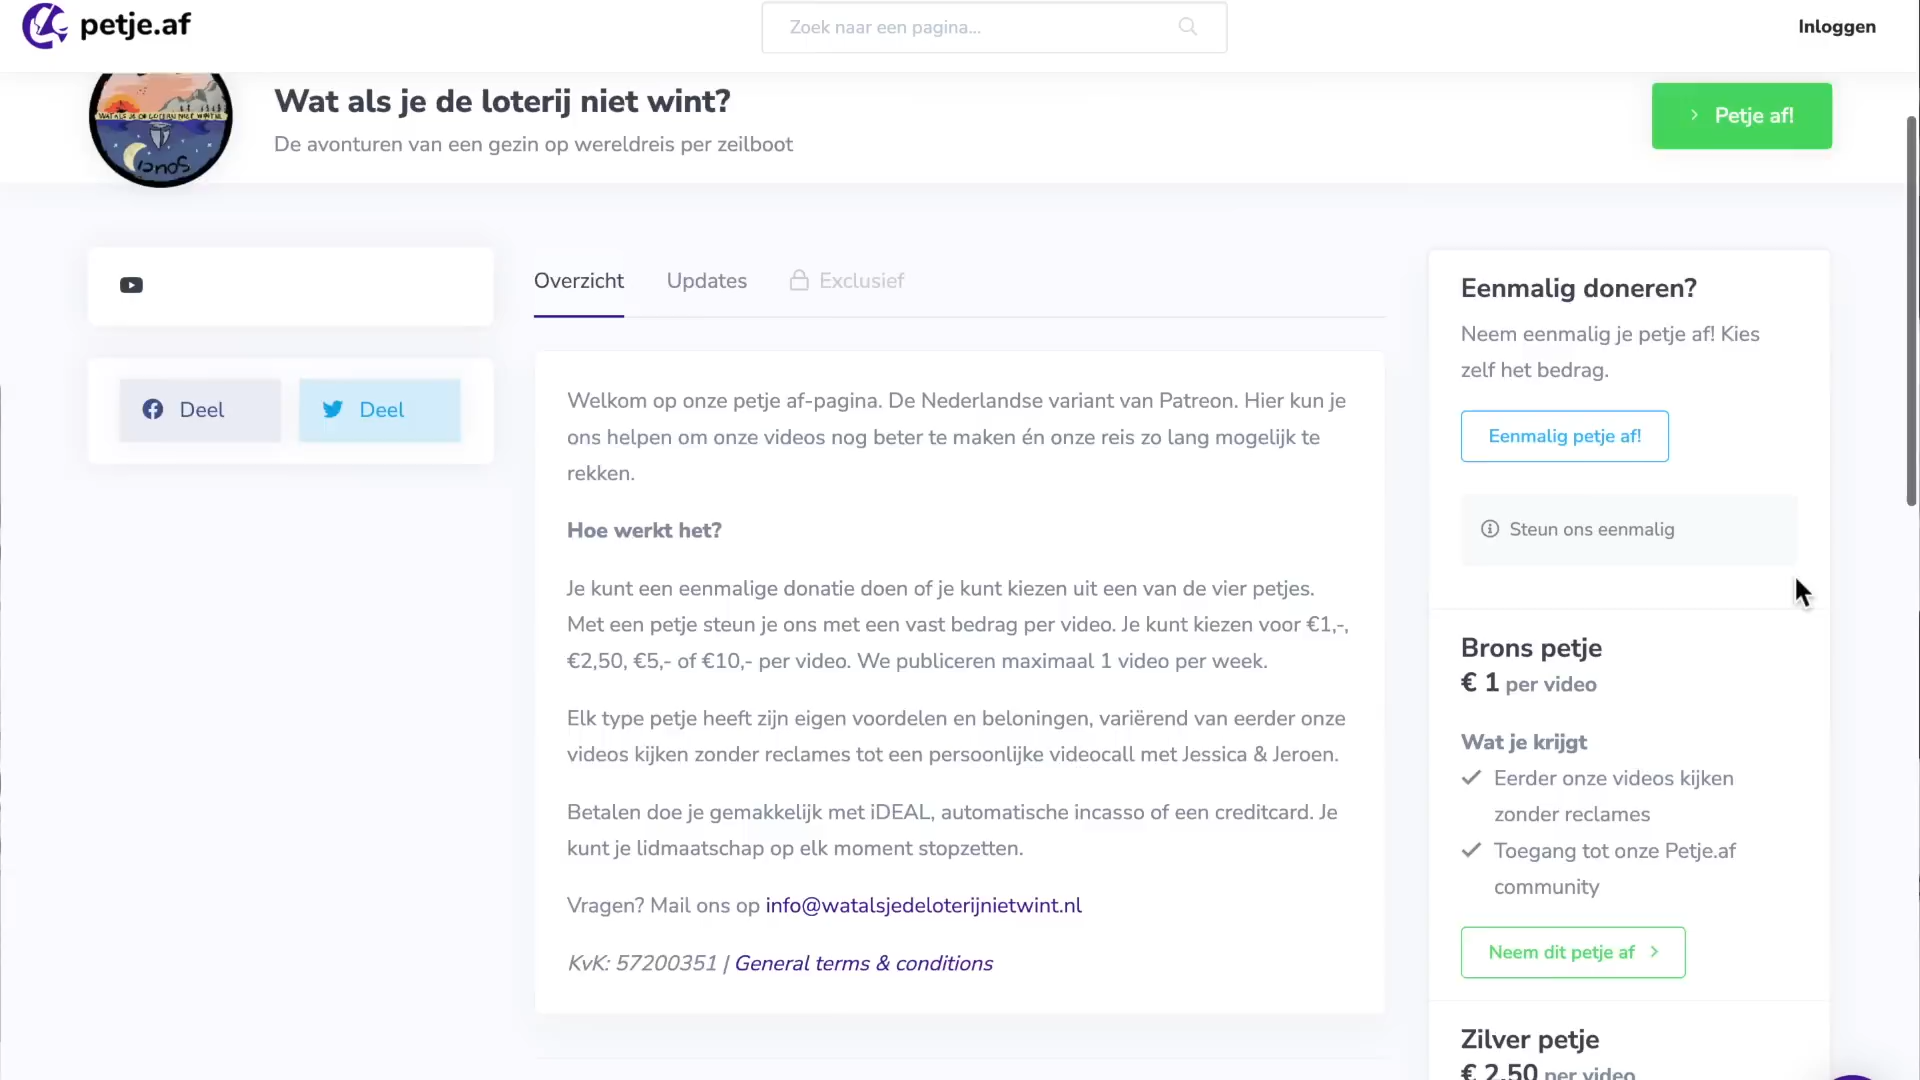 petje.af
Zoek naar een pagina...
Inloggen
WAT ALS JE DE LOTERIJ NIET WINT
Wat als je de loterij niet wint?
De avonturen van een gezin op wereldreis per zeilboot
Petje af!
Overzicht
Updates
Exclusief
Deel
Deel
Welkom op onze petje af-pagina. De Nederlandse variant van Patreon. Hier kun je
ons helpen om onze videos nog beter te maken én onze reis zo lang mogelijk te
rekken.
Hoe werkt het?
Je kunt een eenmalige donatie doen of je kunt kiezen uit een van de vier petjes.
Met een petje steun je ons met een vast bedrag per video. Je kunt kiezen voor €1,-,
€2,50, €5,- of €10,- per video. We publiceren maximaal 1 video per week.
Elk type petje heeft zijn eigen voordelen en beloningen, variërend van eerder onze
videos kijken zonder reclames tot een persoonlijke videocall met Jessica & Jeroen.
Betalen doe je gemakkelijk met iDEAL, automatische incasso of een creditcard. Je
kunt je lidmaatschap op elk moment stopzetten.
Vragen? Mail ons op info@watalsjedeloterijnietwint.nl
KvK: 57200351 | General terms & conditions
Eenmalig doneren?
Neem eenmalig je petje af! Kies
zelf het bedrag.
Eenmalig petje af!
Steun ons eenmalig
Brons petje
€ 1 per video
Wat je krijgt
Eerder onze videos kijken
zonder reclames
Toegang tot onze Petje.af
community
Neem dit petje af
Zilver petje
€ 2,50 per video